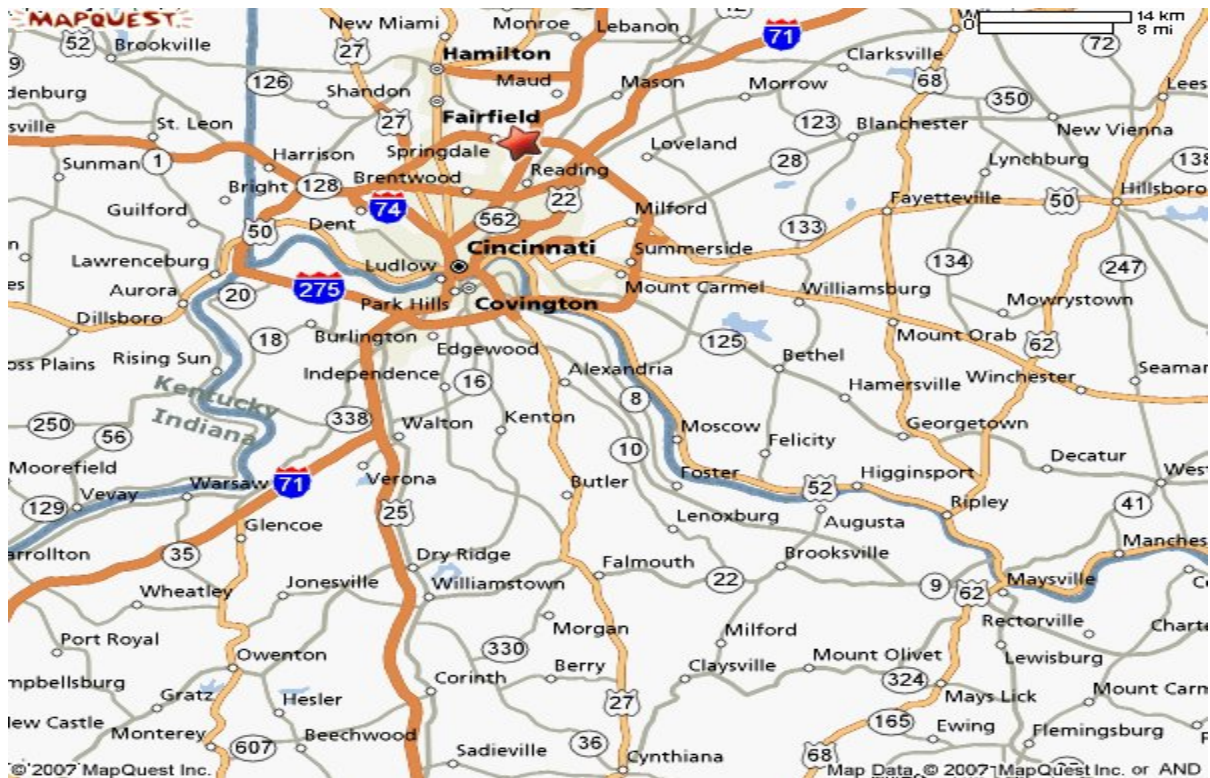 MAPQUEST.
14 km
8 mi
New Miami
Monroe
Lebanon
71
52
Brookville
27
Hamilton
Clarksville
72
126
Shandon
Maud
Mason
Morrow
68
350
Lees
denburg
27
Fairfield
123
Blanchester
New Vienna
sville
St. Leon
Springdale
Loveland
Lynchburg
138
Sunman
1
Harrison
Brentwood
Reading
28
Bright
128
22
Fayetteville
50
Hillsboro
Guilford
Dent
74
562
Milford
133
50
Cincinnati
Summerside
134
247
Lawrenceburg
Ludlow
Mount Carmel
Williamsburg
Mowrystown
Aurora
20
275
Park Hills
Covington
Dillsboro
18
Burlington
Edgewood
125
Mount Orab
62
oss Plains
Rising Sun
Independence
16
Alexandria
Bethel
Winchester
Seaman
Kentucky
Indiana
8
Hamersville
250
56
338
Walton
Kenton
Moscow
Felicity
Georgetown
10
Decatur
Moorefield
71
Verona
Butler
Foster
Higginsport
West
129
Vevay
Warsaw
52
Ripley
41
25
Lenoxburg
Augusta
Glencoe
arrollton
35
Dry Ridge
Falmouth
Brooksville
Manches
Wheatley
Jonesville
Williamstown
22
9
62
Maysville
Morgan
Rectorville
Port Royal
330
Milford
Charte
Owenton
Berry
Claysville
Mount Olivet
Lewisburg
mpbellsburg
Gratz
Hesler
Corinth
27
324
Mays Lick
Mount Carm
New Castle
Monterey
607
Beechwood
Sadieville
36
Cynthiana
165
Ewing
Flemingsburg
68
© 2007 MapQuest Inc.
Map Data © 2007 MapQuest Inc. or AND